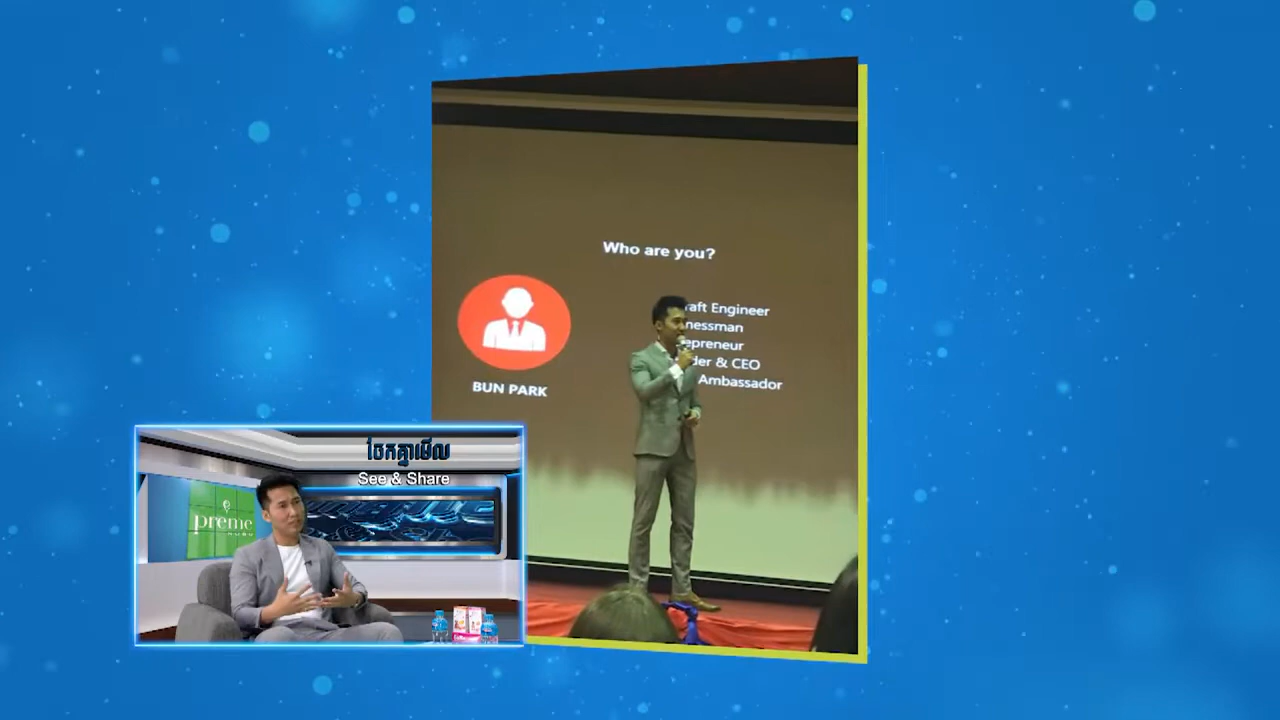 Who are you?
raft Engineer
nessman
epreneur
der & CEO
Ambassador
BUN PARK
ចែកគ្នាមើល
See & Share
preme